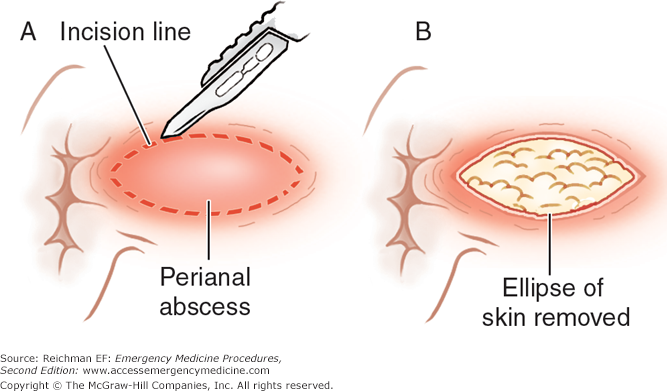 A
Incision line
Perianal
abscess
B
Ellipse of
skin removed
Source: Reichman EF: Emergency Medicine Procedures,
Second Edition: www.accessemergencymedicine.com
Copyright © The McGraw-Hill Companies, Inc. All rights reserved.